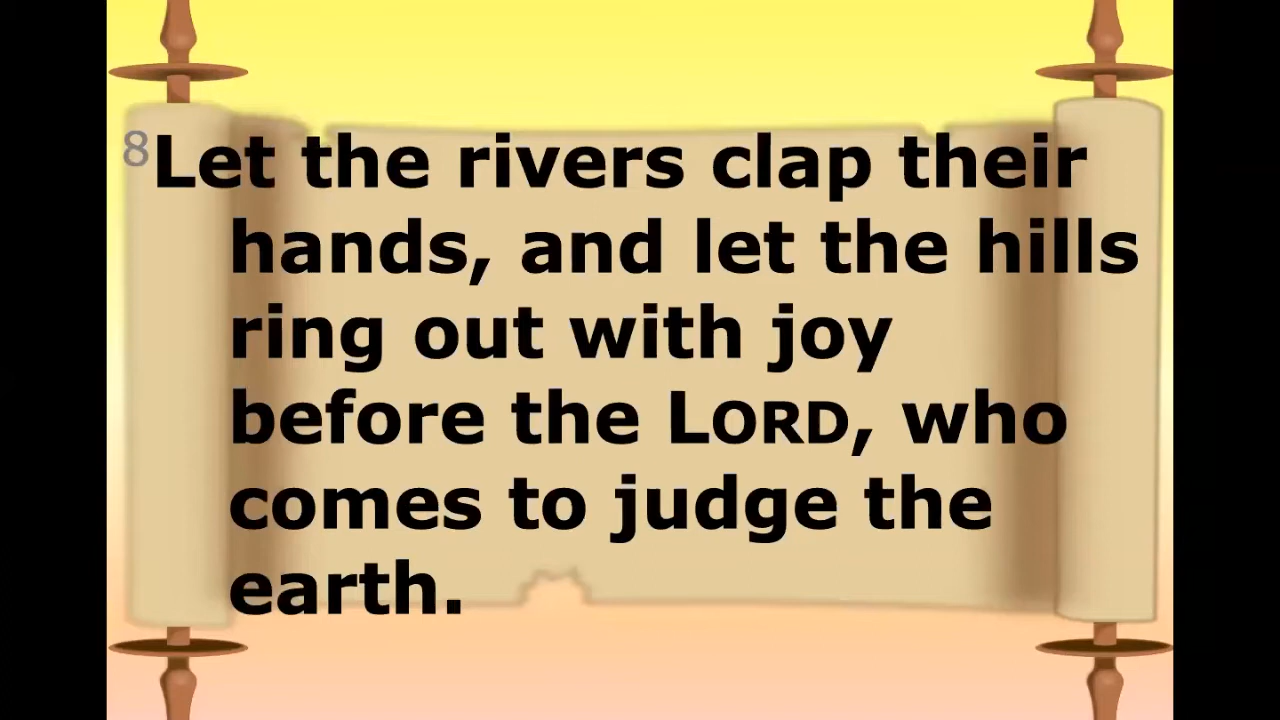 8Let the rivers clap their
hands, and let the hills
ring out with joy
before the LORD, who
comes to judge the
earth.